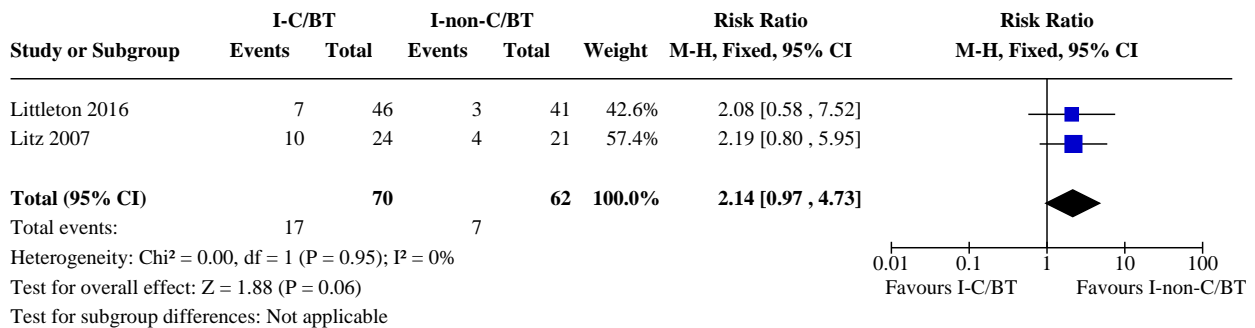 I-C/BT I-non-C/BT Risk Ratio Risk Ratio
Study or Subgroup Events Total Events Total Weight M-H, Fixed, 95% CI M-H, Fixed, 95% CI
Littleton 2016 7 46 3 41 42.6% 2.08 [0.58 , 7.52]
Litz 2007 10 24 4 21 57.4% 2.19 [0.80 , 5.95]
Total (95% CI) 70 62 100.0% 2.14 [0.97 , 4.73]
Total events: 17 7
Heterogeneity: Chi² = 0.00, df = 1 (P = 0.95); I² = 0%
0.01 0.1 1 10 100
Test for overall effect: Z = 1.88 (P = 0.06)
Favours I-C/BT Favours I-non-C/BT
Test for subgroup differences: Not applicable